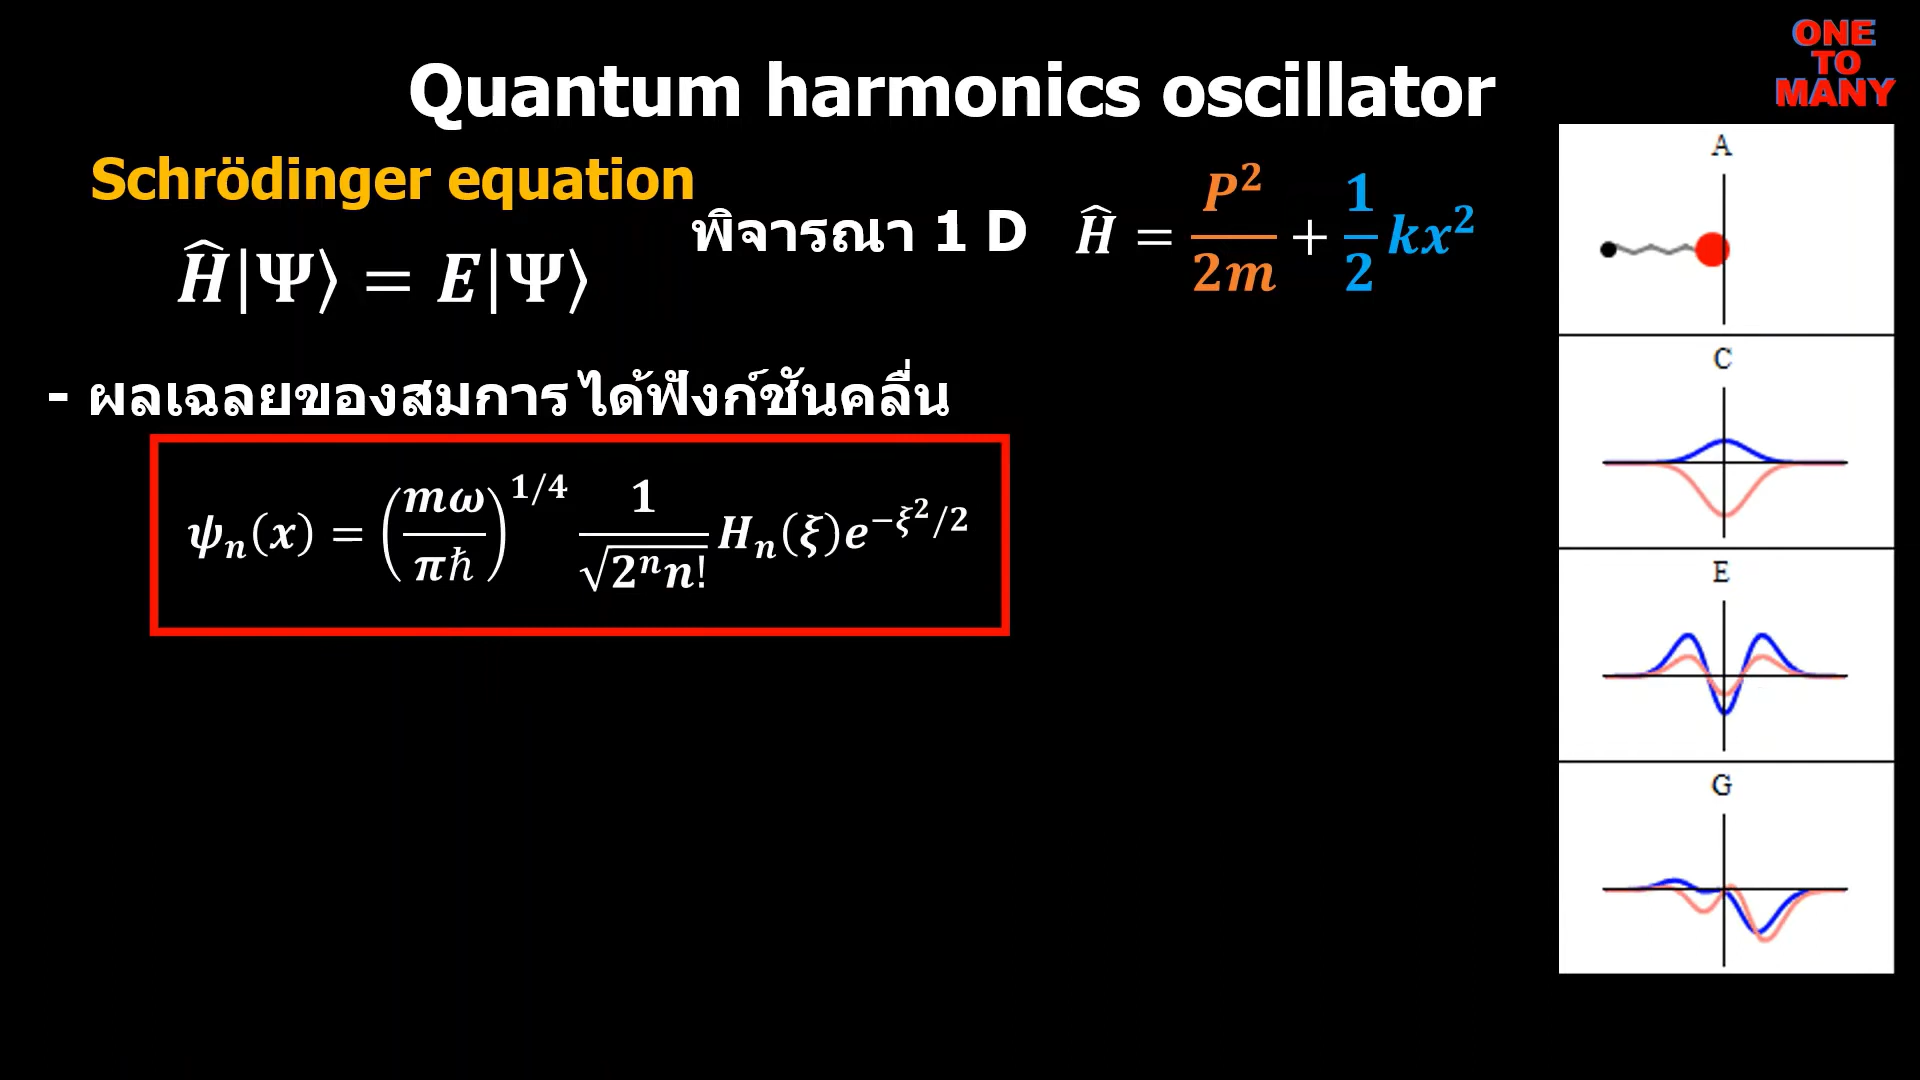 ONE
TO
MANY
Quantum harmonics oscillator
Schrödinger equation
พิจารณา 1 D Ĥ = P²/2m + 1/2 kx²
Ĥ|Ψ⟩ = E|Ψ⟩
- ผลเฉลยของสมการ ได้ฟังก์ชันคลื่น
ψₙ(x) = (mω/πℏ)^1/4 1/√(2ⁿn!) Hₙ(ξ)e^−ξ²/2
A
C
E
G